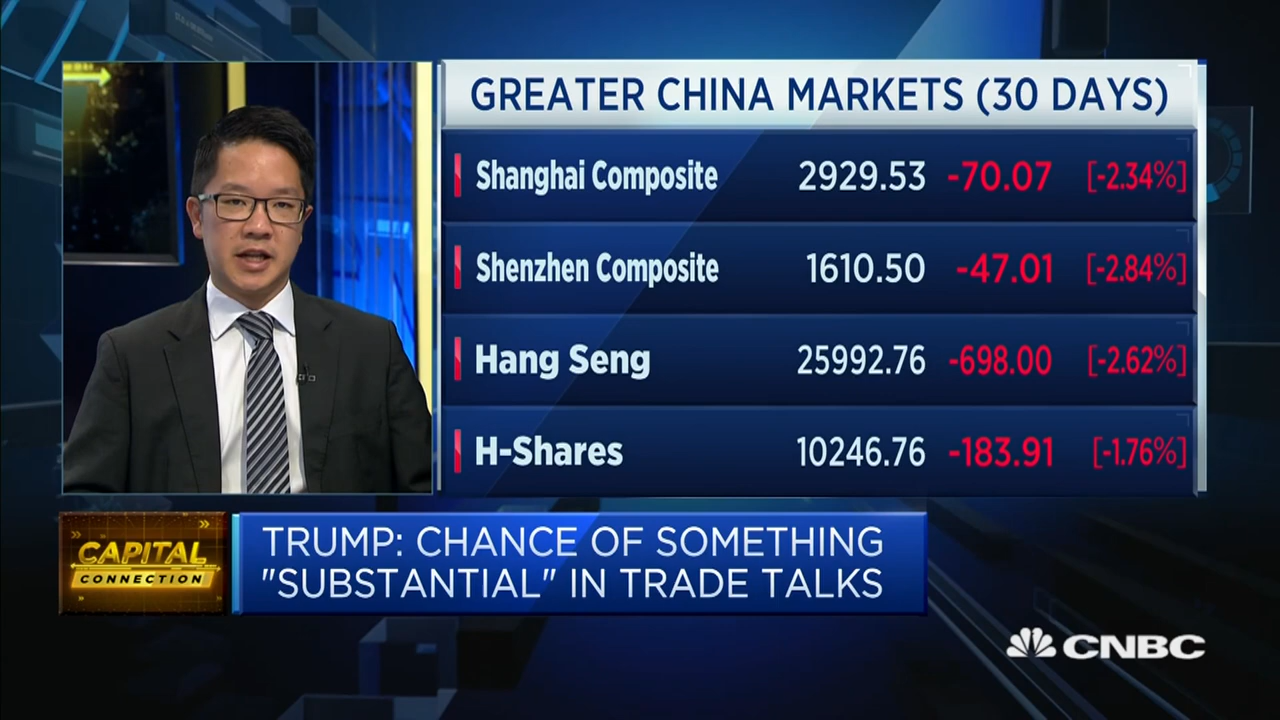 GREATER CHINA MARKETS (30 DAYS)
Shanghai Composite 2929.53 -70.07 [-2.34%]
Shenzhen Composite 1610.50 -47.01 [-2.84%]
Hang Seng 25992.76 -698.00 [-2.62%]
H-Shares 10246.76 -183.91 [-1.76%]
CAPITAL
CONNECTION
TRUMP: CHANCE OF SOMETHING
"SUBSTANTIAL" IN TRADE TALKS
CNBC